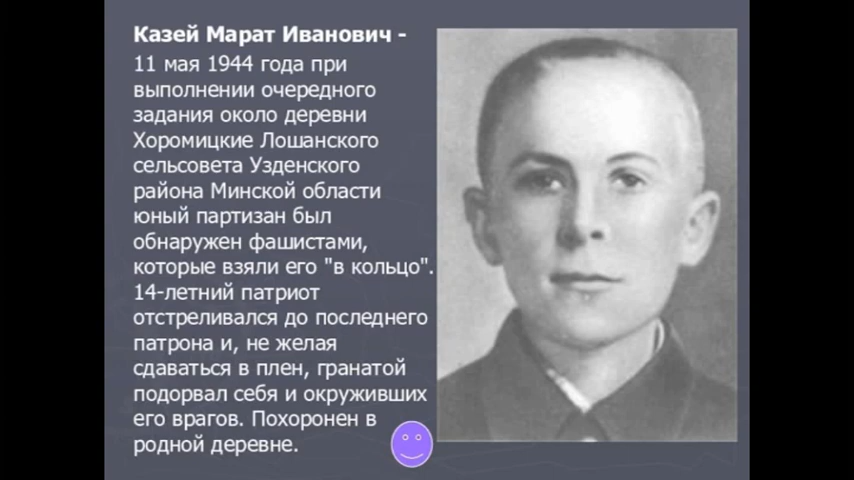 Казей Марат Иванович -
11 мая 1944 года при
выполнении очередного
задания около деревни
Хоромицкие Лошанского
сельсовета Узденского
района Минской области
юный партизан был
обнаружен фашистами,
которые взяли его "в кольцо".
14-летний патриот
отстреливался до последнего
патрона и, не желая
сдаваться в плен, гранатой
подорвал себя и окруживших
его врагов. Похоронен в
родной деревне.